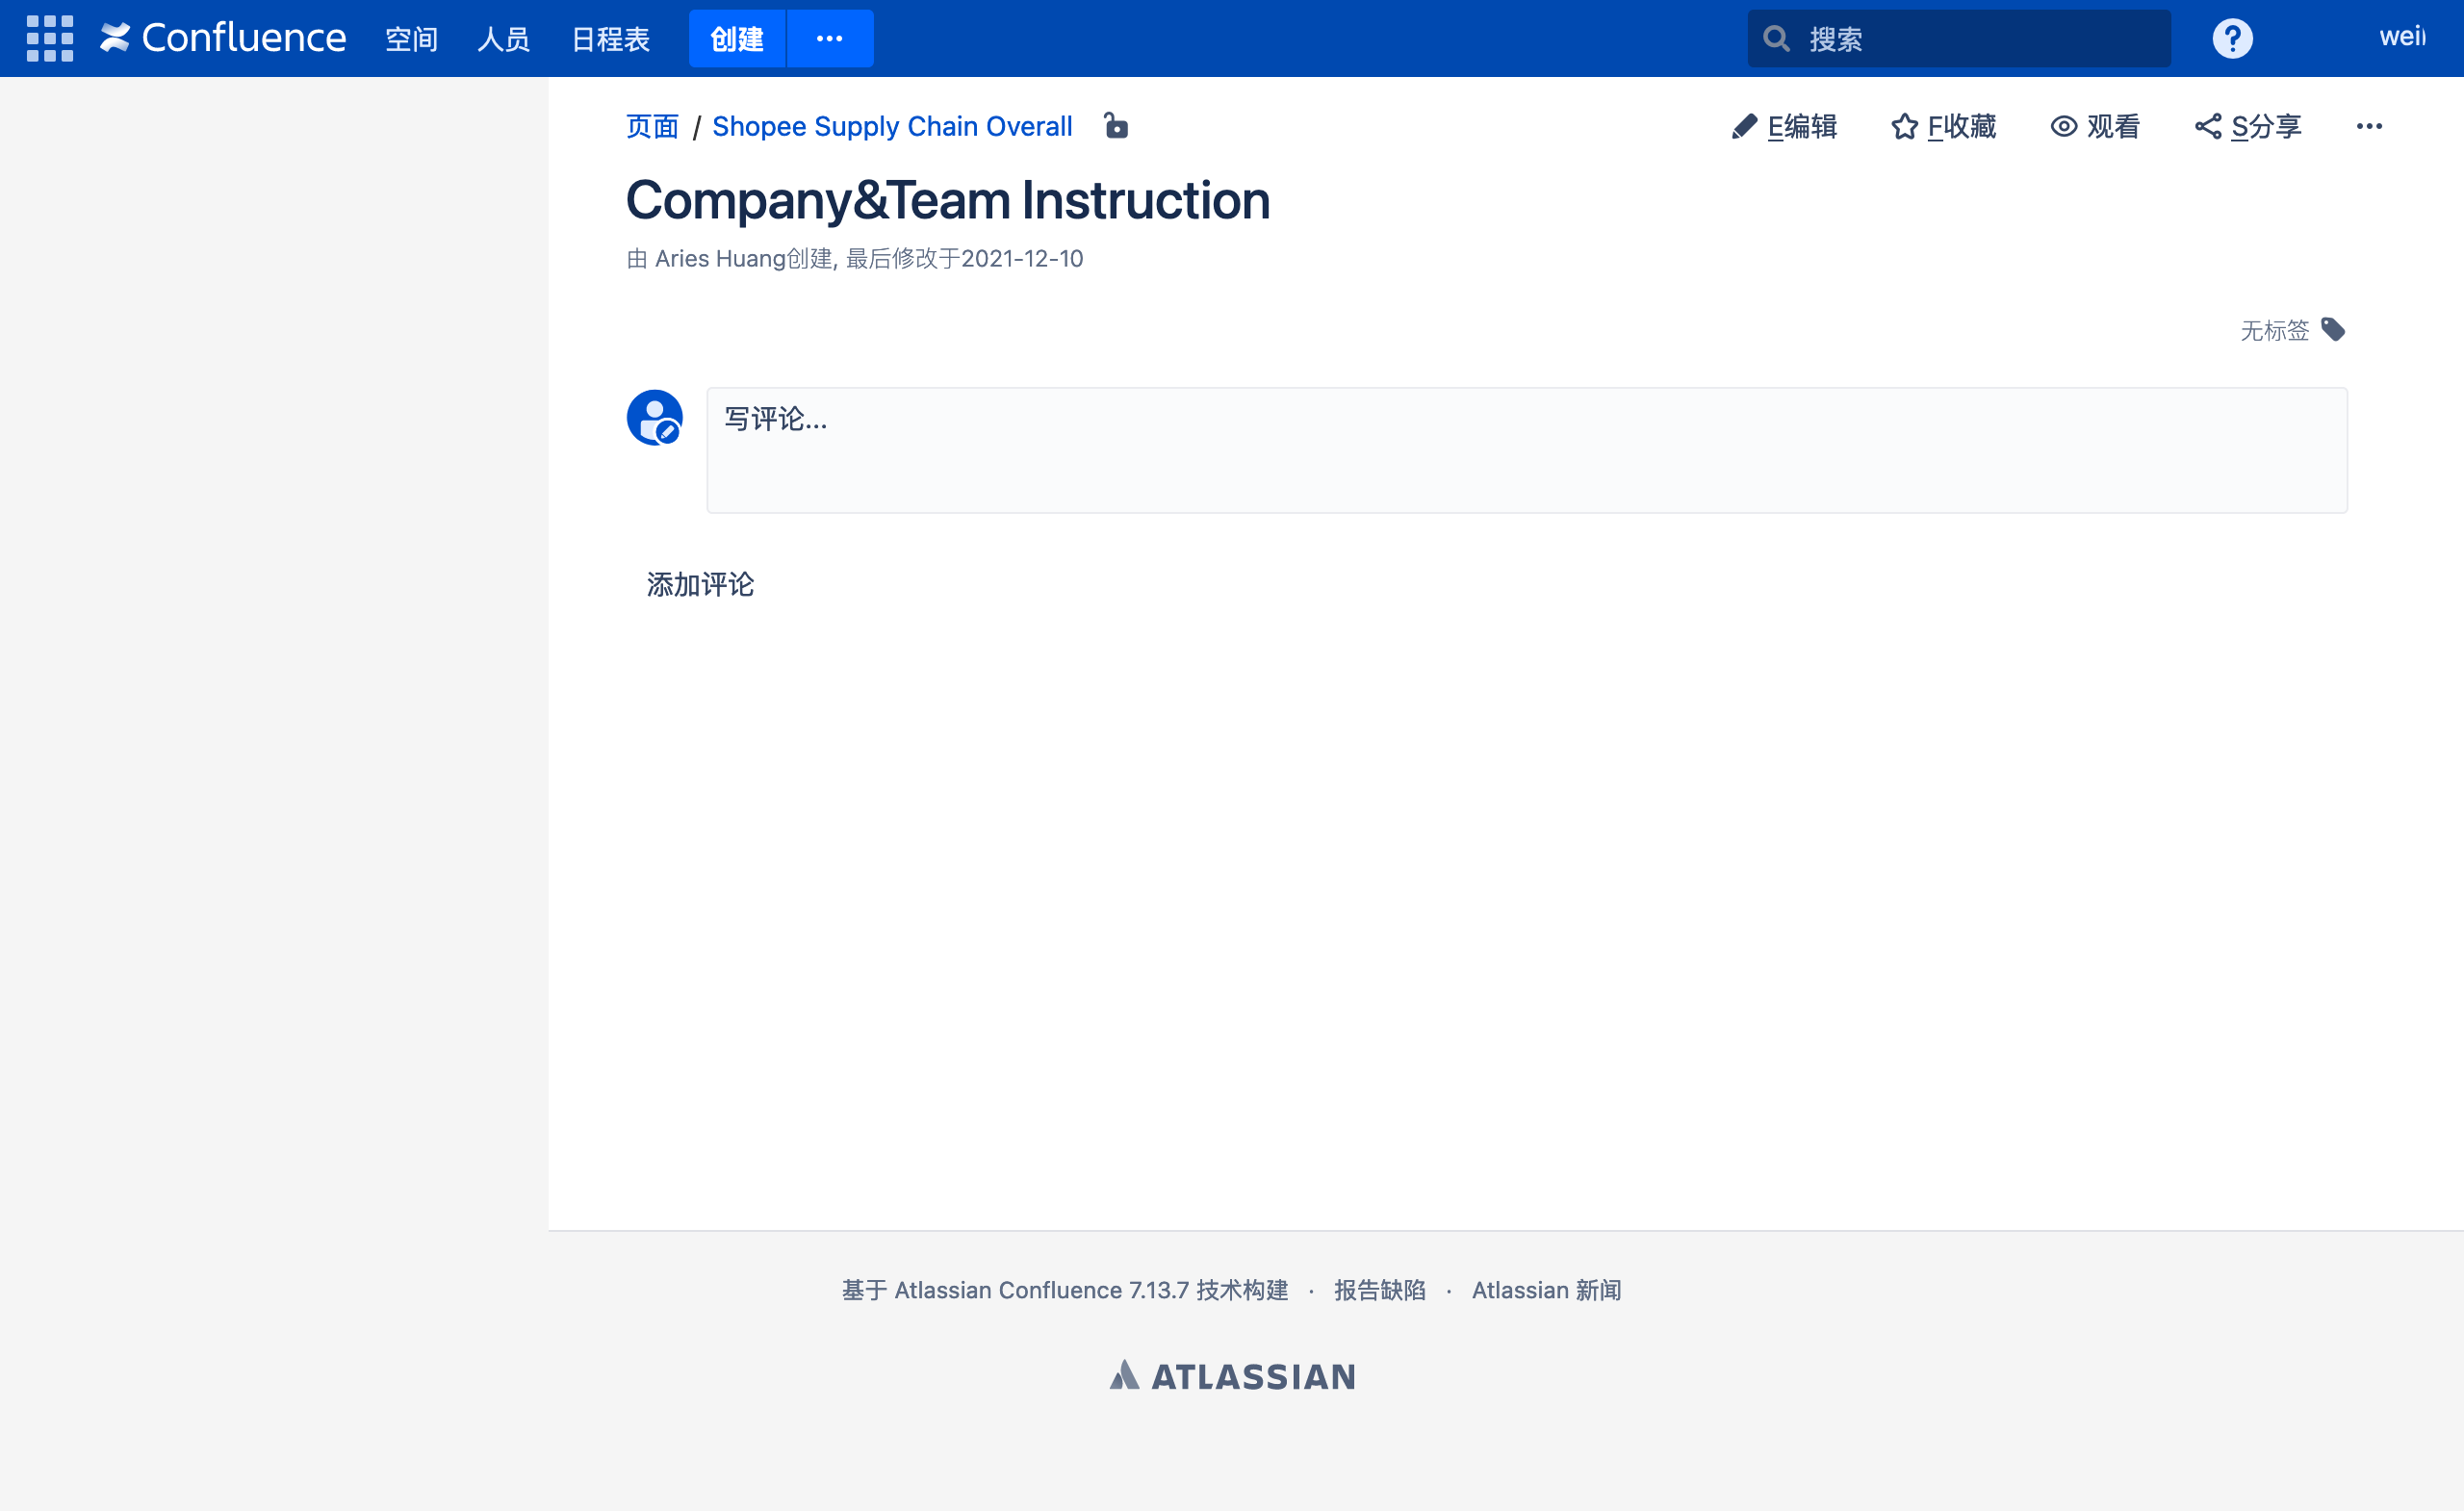 Confluence 空间 人员 日程表 创建 ••• 搜索 ? wei
页面 / Shopee Supply Chain Overall E编辑 F收藏 观看 S分享 •••
Company&Team Instruction
由 Aries Huang创建, 最后修改于2021-12-10
无标签
写评论...
添加评论
基于 Atlassian Confluence 7.13.7 技术构建 · 报告缺陷 · Atlassian 新闻
ATLASSIAN